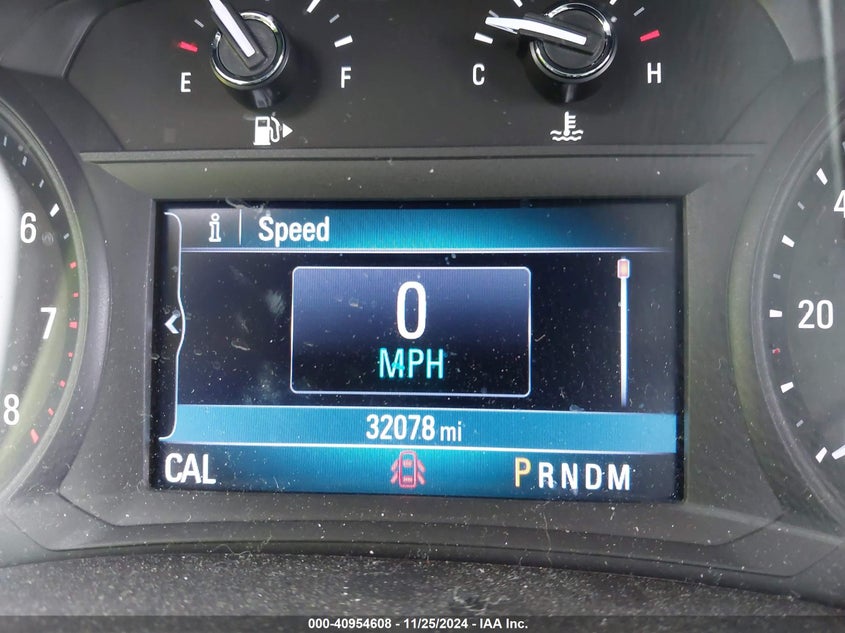 E F
C H
6
7
8
4
20
i Speed
0
MPH
32078 mi
CAL
PRNDM
000-40954608 - 11/25/2024 - IAA Inc.